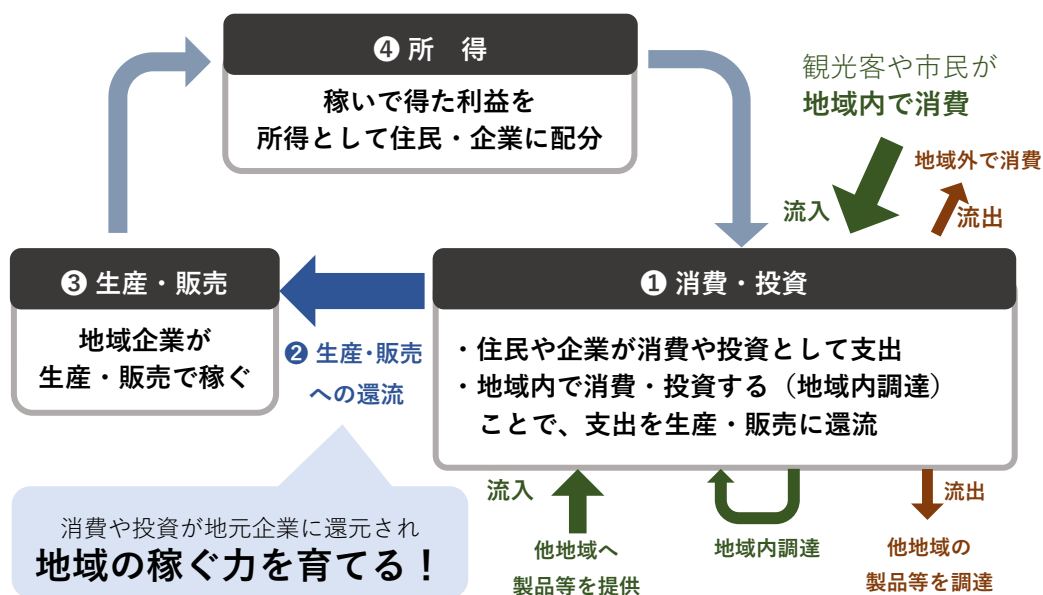 ❹ 所　得
稼いで得た利益を
所得として住民・企業に配分
観光客や市民が
地域内で消費
地域外で消費
流入
流出
❸ 生産・販売
地域企業が
生産・販売で稼ぐ
❷ 生産・販売
への還流
❶ 消費・投資
・住民や企業が消費や投資として支出
・地域内で消費・投資する（地域内調達）
ことで、支出を生産・販売に還流
流入
他地域へ
製品等を提供
地域内調達
流出
他地域の
製品等を調達
消費や投資が地元企業に還元され
地域の稼ぐ力を育てる！